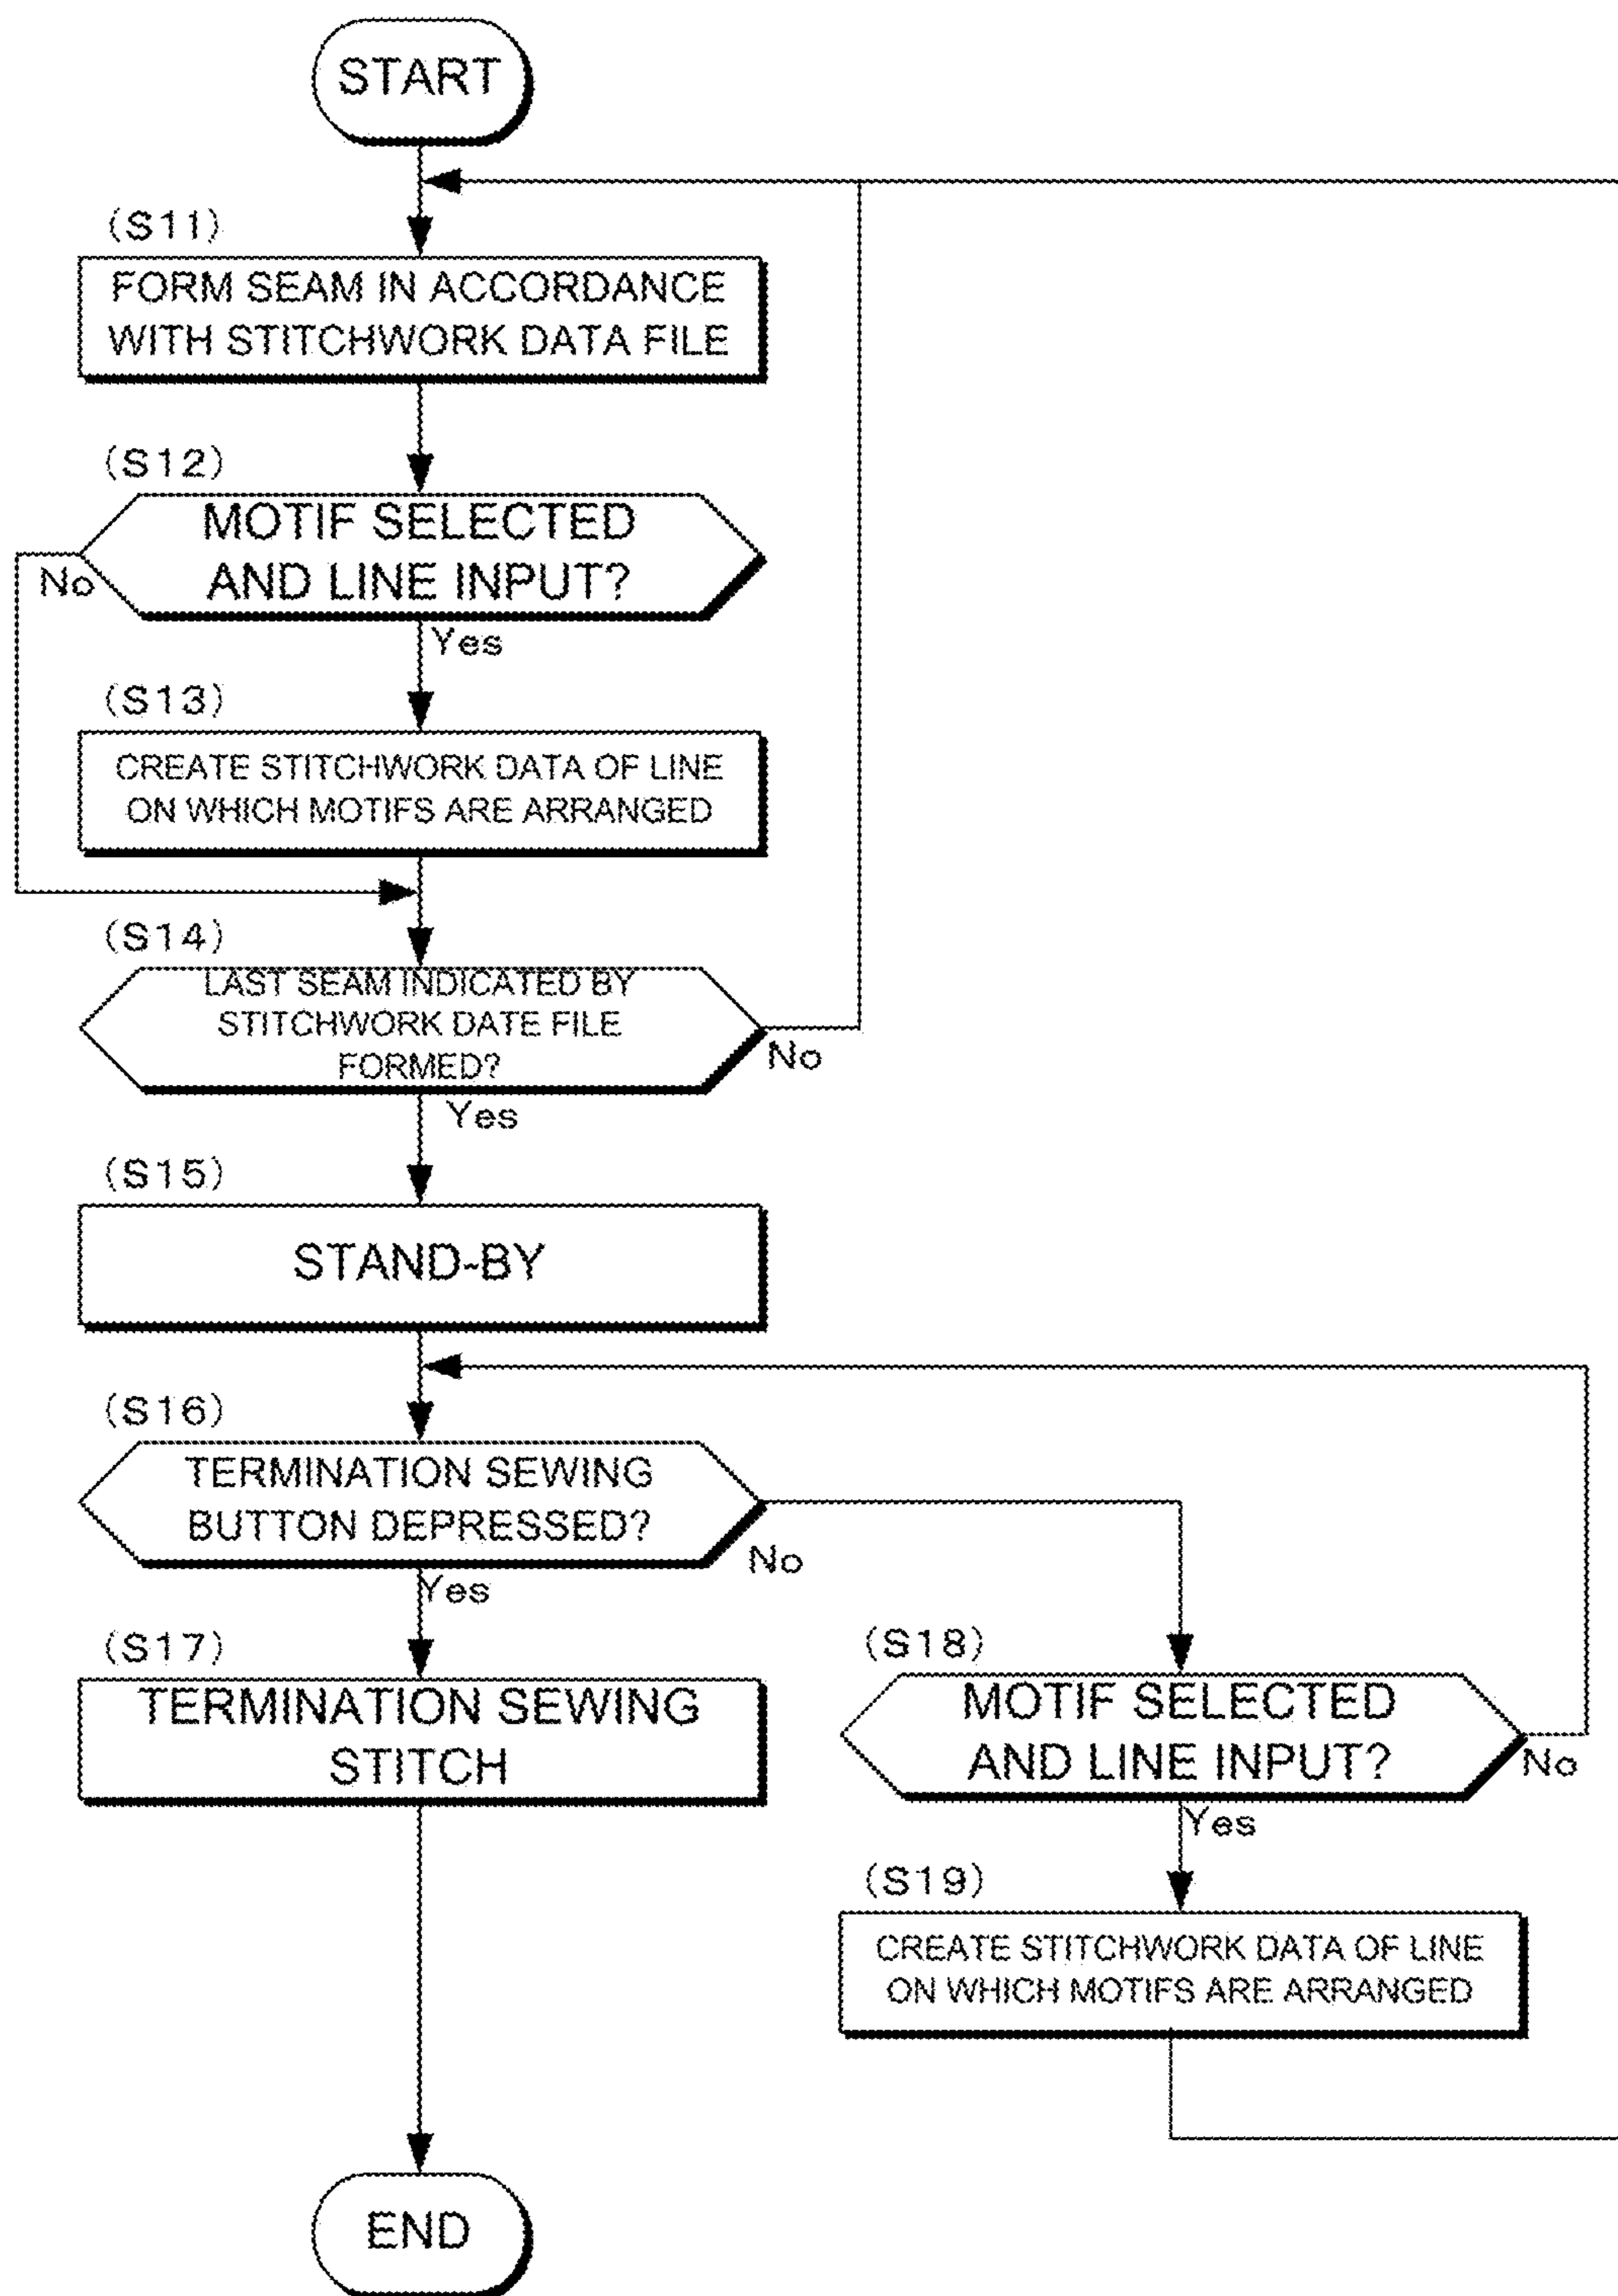 START
(S11)
FORM SEAM IN ACCORDANCE
WITH STITCHWORK DATA FILE
(S12)
MOTIF SELECTED
AND LINE INPUT?
No
Yes
(S13)
CREATE STITCHWORK DATA OF LINE
ON WHICH MOTIFS ARE ARRANGED
(S14)
LAST SEAM INDICATED BY
STITCHWORK DATE FILE
FORMED?
No
Yes
(S15)
STAND-BY
(S16)
TERMINATION SEWING
BUTTON DEPRESSED?
No
Yes
(S17)
TERMINATION SEWING
STITCH
(S18)
MOTIF SELECTED
AND LINE INPUT?
No
Yes
(S19)
CREATE STITCHWORK DATA OF LINE
ON WHICH MOTIFS ARE ARRANGED
END